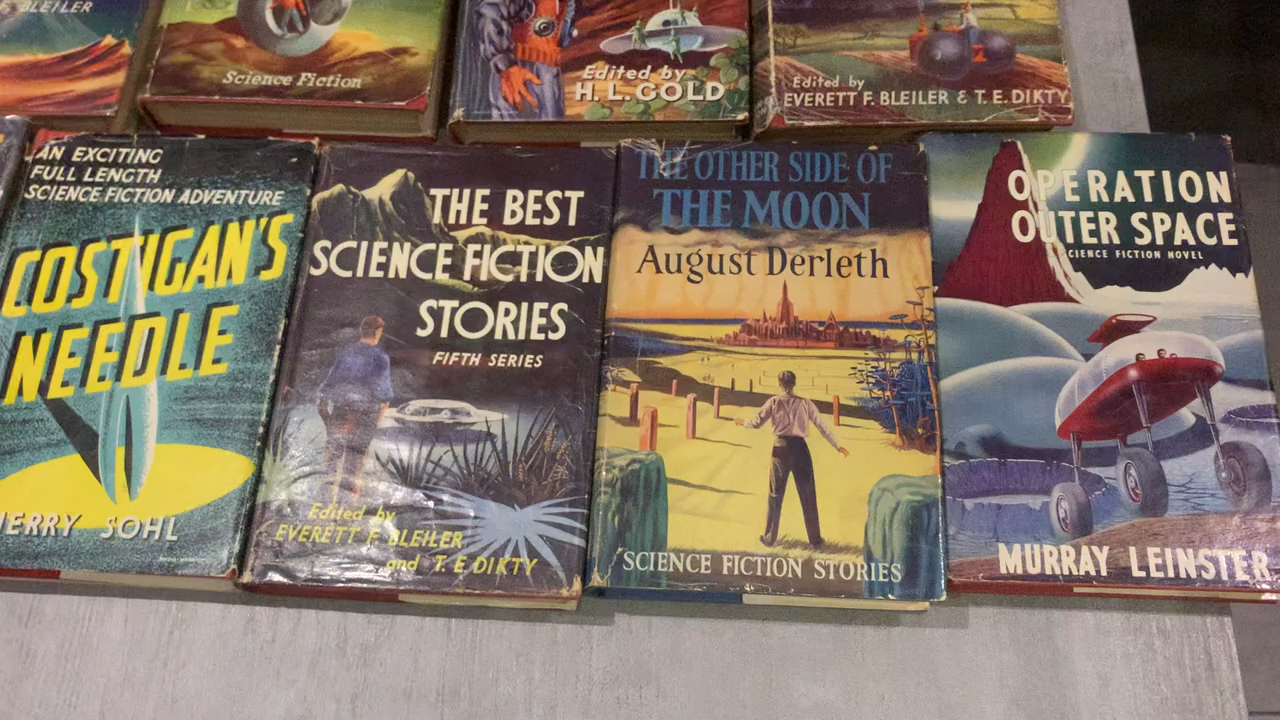 F. BLEILER
Science Fiction
Edited by
H. L. GOLD
Edited by
EVERETT F. BLEILER & T. E. DIKTY
AN EXCITING
FULL LENGTH
SCIENCE FICTION ADVENTURE
COSTIGAN'S
NEEDLE
JERRY SOHL
THE BEST
SCIENCE FICTION
STORIES
FIFTH SERIES
Edited by
EVERETT F. BLEILER
and T. E. DIKTY
THE OTHER SIDE OF
THE MOON
August Derleth
SCIENCE FICTION STORIES
OPERATION
OUTER SPACE
SCIENCE FICTION NOVEL
MURRAY LEINSTER